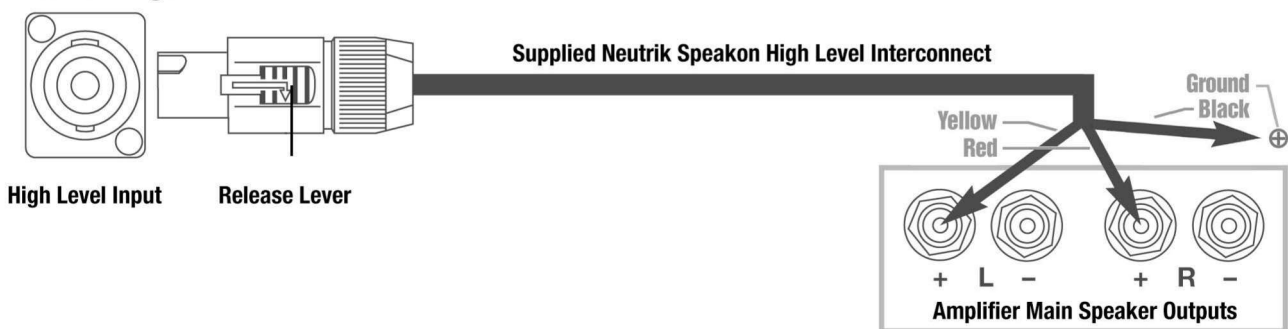 Supplied Neutrik Speakon High Level Interconnect
Ground
Black
Yellow
Red
High Level Input
Release Lever
+ L − + R −
Amplifier Main Speaker Outputs